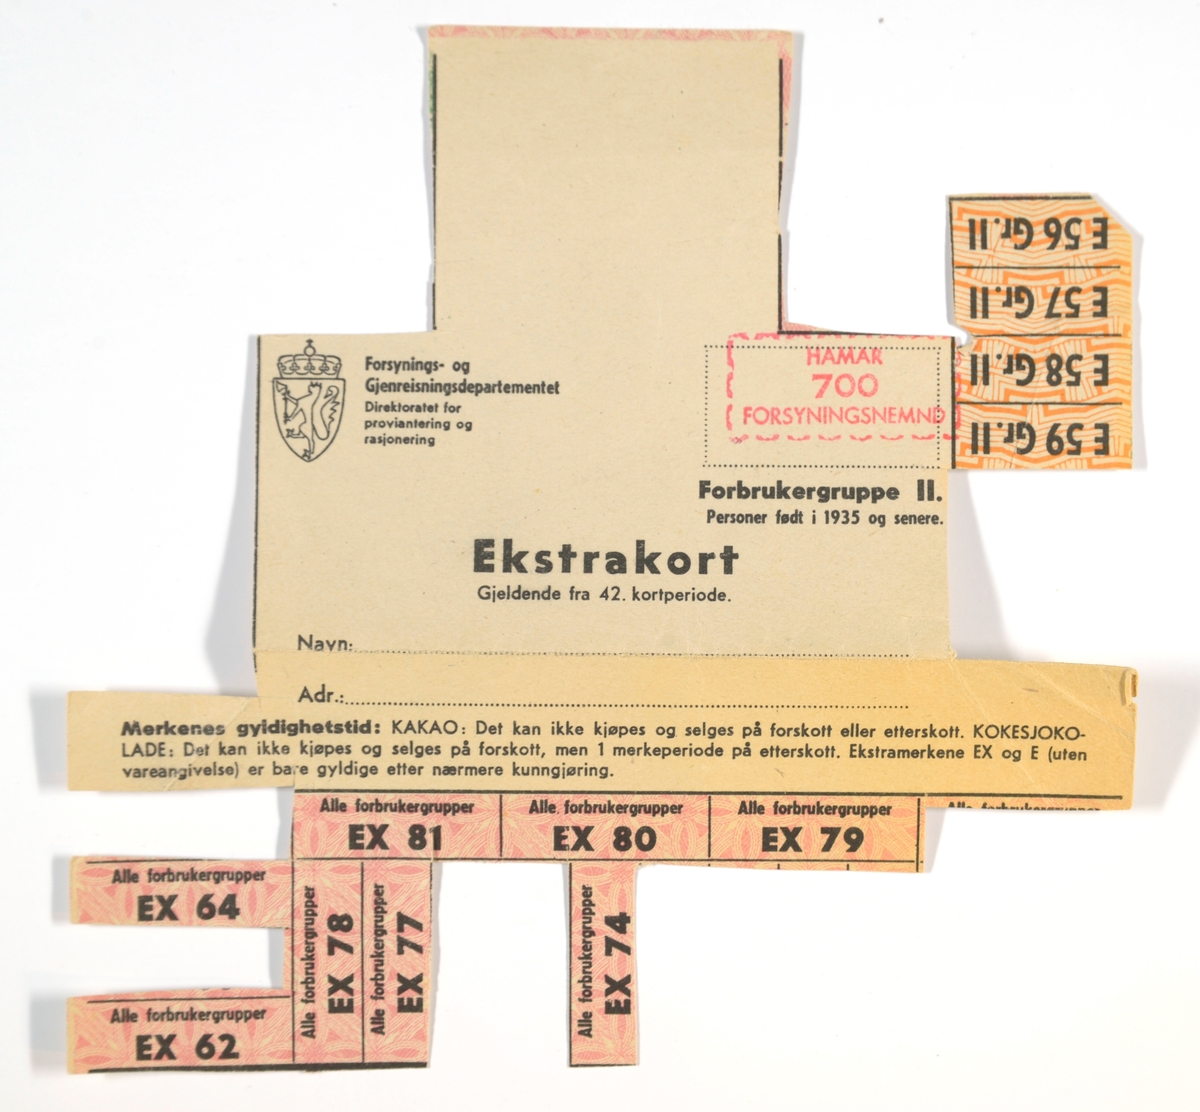 E 56 Gr. II
E 57 Gr. II
E 58 Gr. II
E 59 Gr. II
Forsynings- og
Gjenreisningsdepartementet
Direktoratet for
proviantering og
rasjonering
HAMAR
700
FORSYNINGSNEMND
Forbrukergruppe II.
Personer født i 1935 og senere.
Ekstrakort
Gjeldende fra 42. kortperiode.
Navn:
Adr.:
Merkenes gyldighetstid: KAKAO: Det kan ikke kjøpes og selges på forskott eller etterskott. KOKESJOKO-
LADE: Det kan ikke kjøpes og selges på forskott, men 1 merkeperiode på etterskott. Ekstramerkene EX og E (uten
vareangivelse) er bare gyldige etter nærmere kunngjøring.
Alle forbrukergrupper
EX 81
Alle forbrukergrupper
EX 80
Alle forbrukergrupper
EX 79
Alle forbrukergrupper
Alle forbrukergrupper
EX 64
Alle forbrukergrupper
EX 78
Alle forbrukergrupper
EX 77
Alle forbrukergrupper
EX 74
Alle forbrukergrupper
EX 62